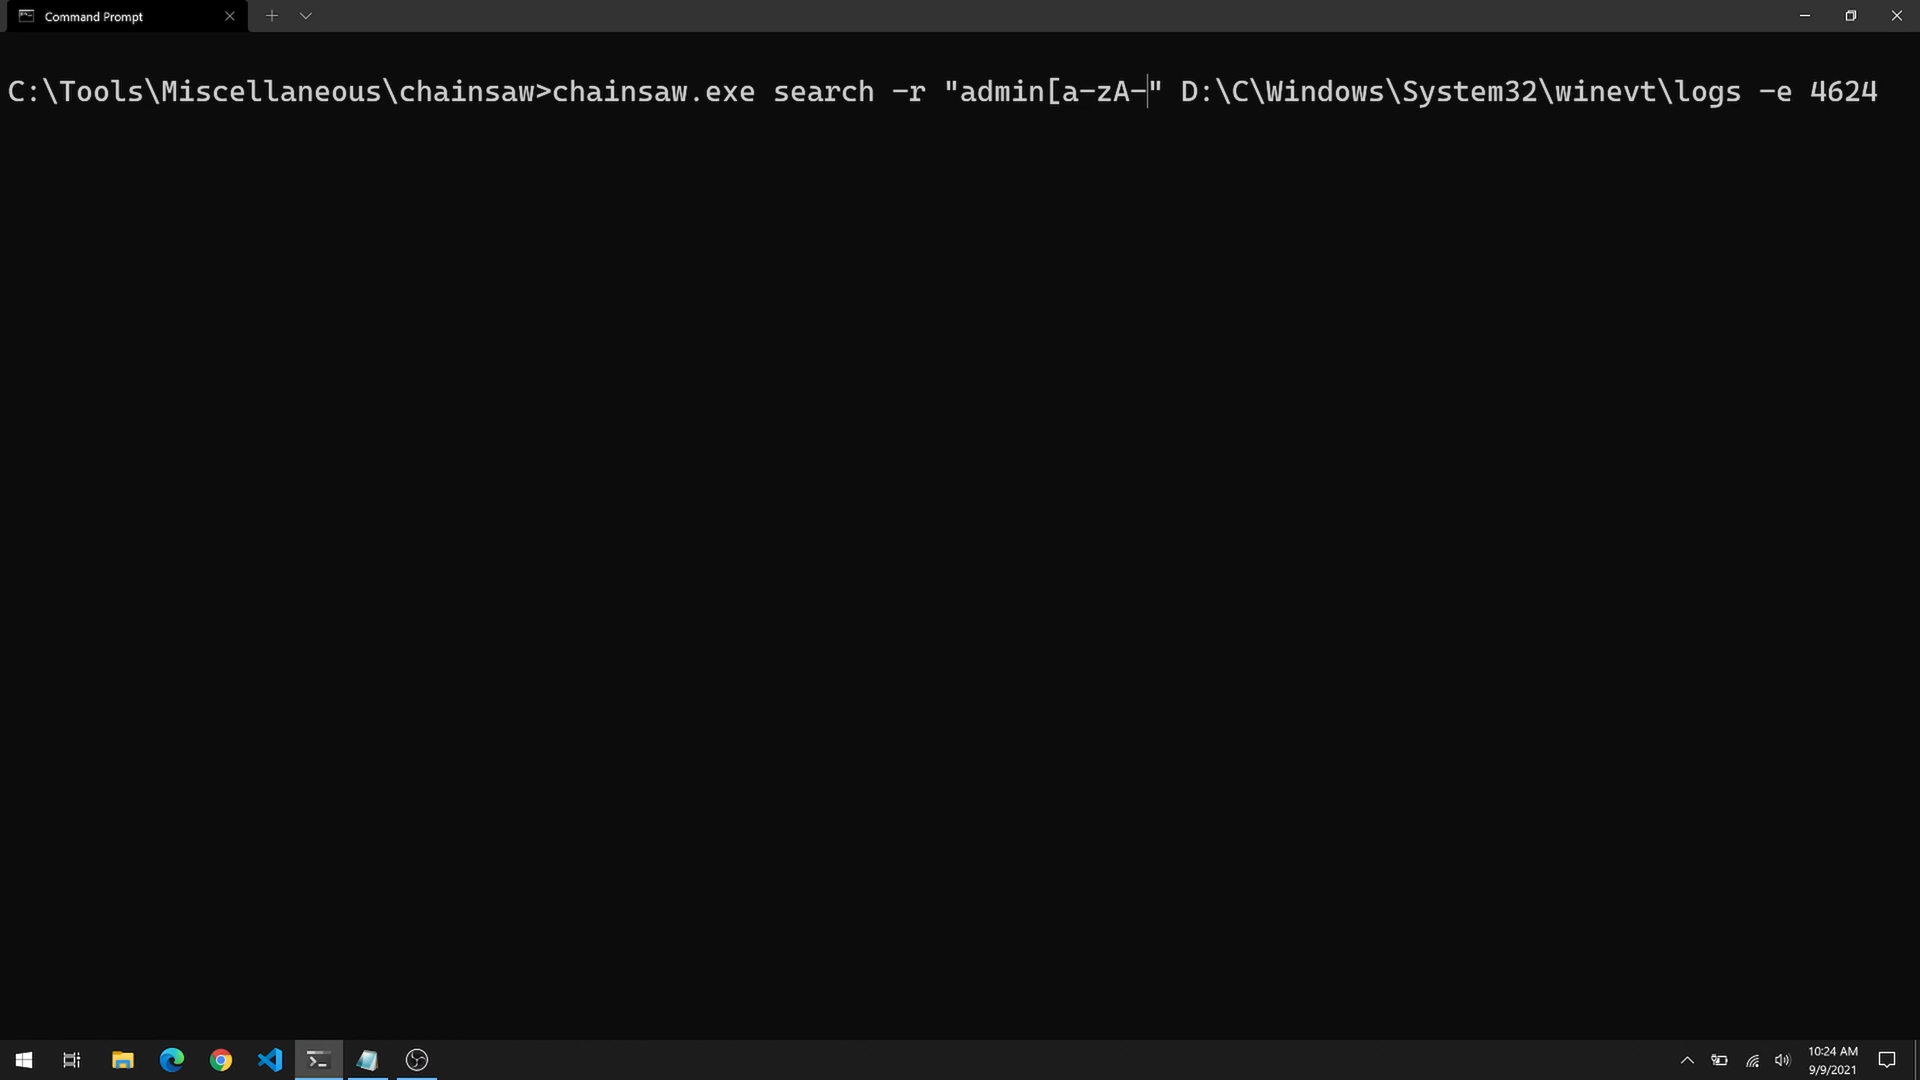 Command Prompt
C:\Tools\Miscellaneous\chainsaw>chainsaw.exe search -r "admin[a-zA-" D:\C\Windows\System32\winevt\logs -e 4624
10:24 AM
9/9/2021